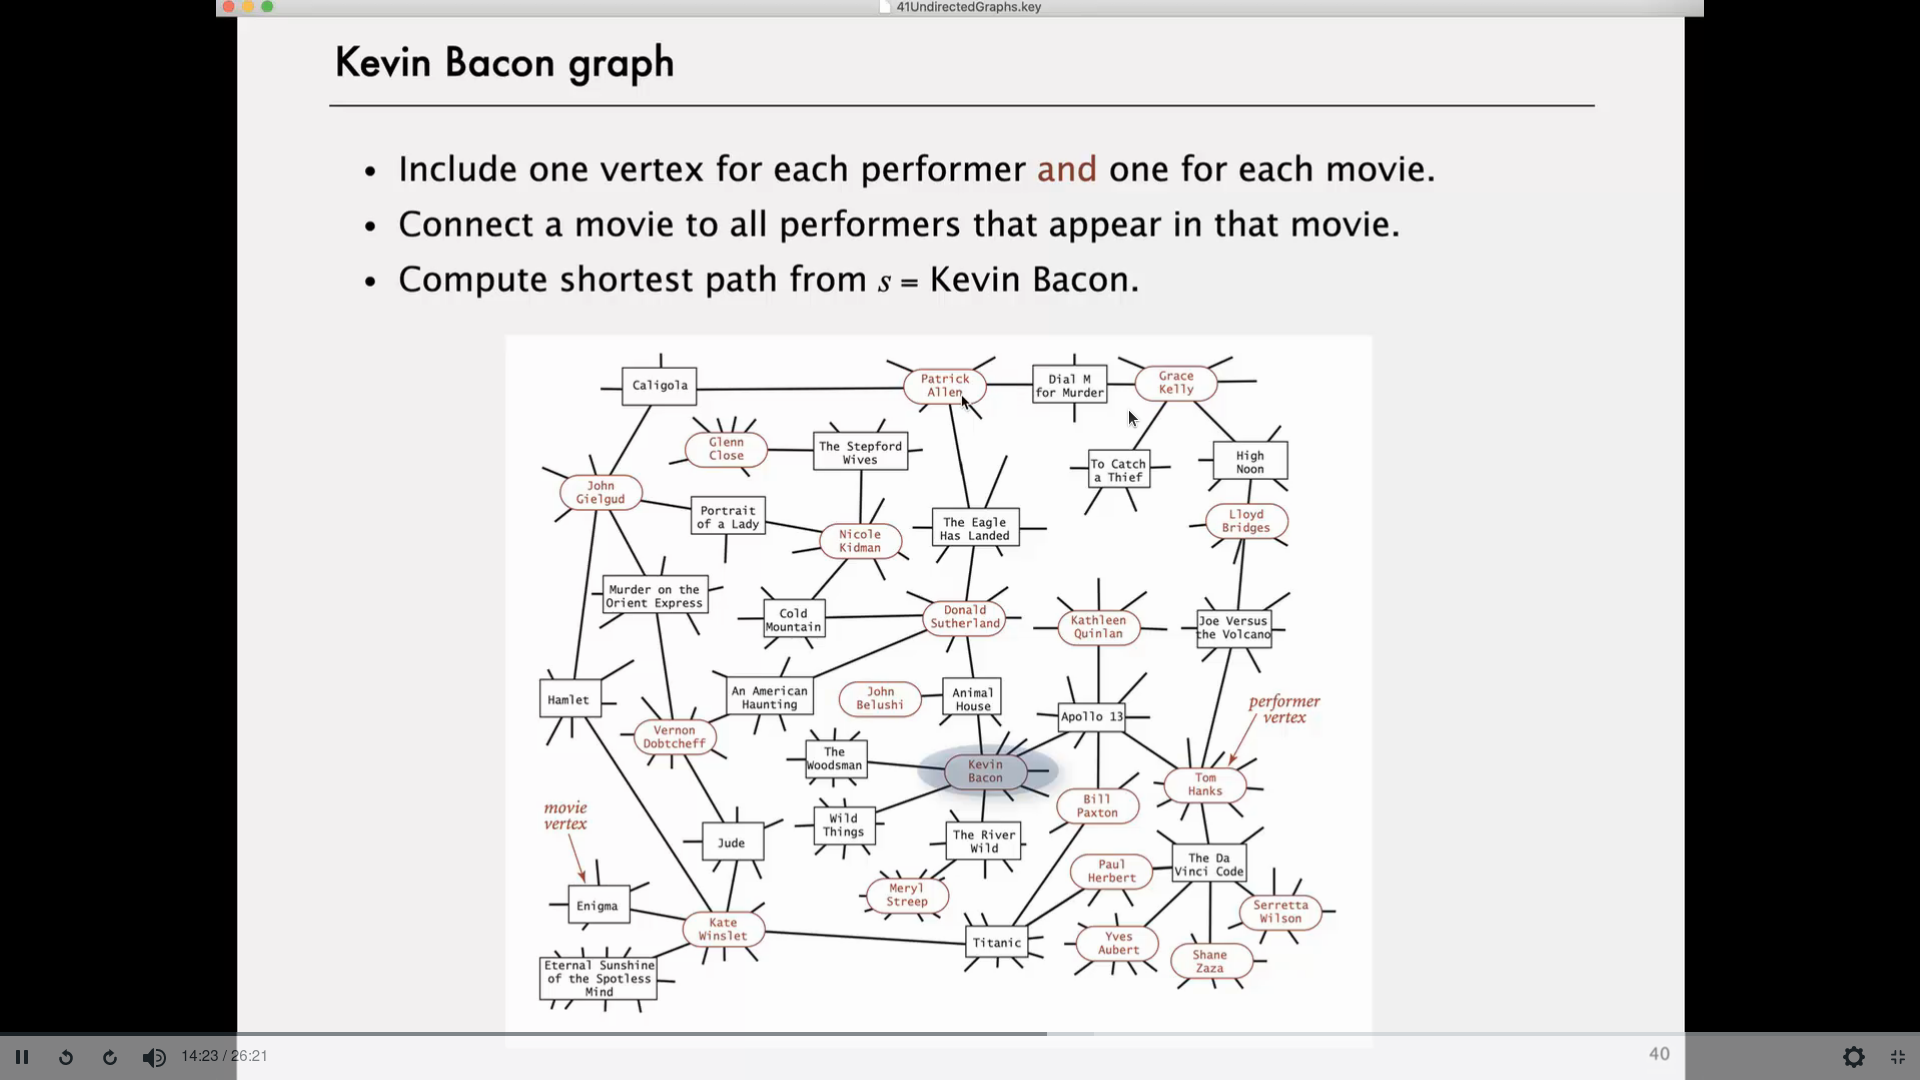 41UndirectedGraphs.key
Kevin Bacon graph
• Include one vertex for each performer and one for each movie.
• Connect a movie to all performers that appear in that movie.
• Compute shortest path from s = Kevin Bacon.
Caligola
Patrick
Allen
Dial M
for Murder
Grace
Kelly
Glenn
Close
The Stepford
Wives
To Catch
a Thief
High
Noon
John
Gielgud
Portrait
of a Lady
Nicole
Kidman
The Eagle
Has Landed
Lloyd
Bridges
Murder on the
Orient Express
Cold
Mountain
Donald
Sutherland
Kathleen
Quinlan
Joe Versus
the Volcano
Hamlet
An American
Haunting
John
Belushi
Animal
House
Apollo 13
performer
vertex
Vernon
Dobtcheff
The
Woodsman
Kevin
Bacon
Tom
Hanks
movie
vertex
Jude
Wild
Things
The River
Wild
Bill
Paxton
Paul
Herbert
The Da
Vinci Code
Enigma
Kate
Winslet
Meryl
Streep
Titanic
Yves
Aubert
Shane
Zaza
Serretta
Wilson
Eternal Sunshine
of the Spotless
Mind
14:23 / 26:21
40